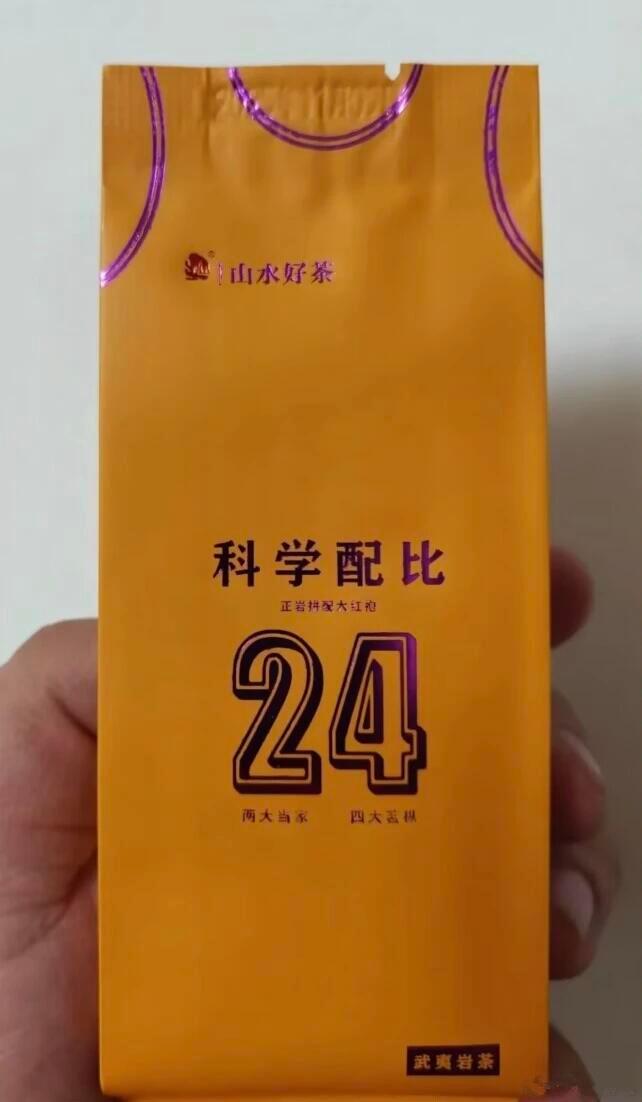 山水好茶
科学配比
正岩拼配大红袍
24
两大当家 四大茗枞
武夷岩茶